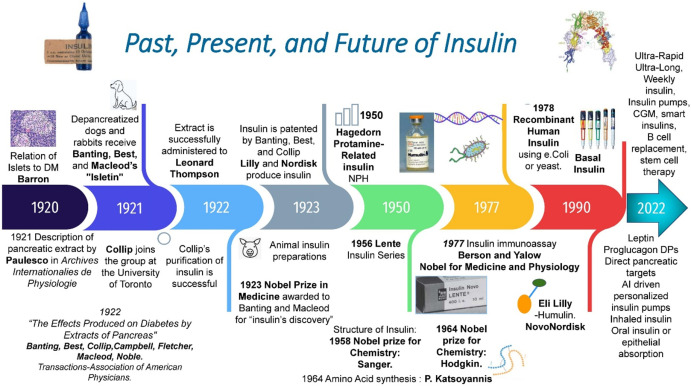 Past, Present, and Future of Insulin
INSULIN
Relation of
Islets to DM
Barron
Depancreatized
dogs and
rabbits receive
Banting, Best,
and Macleod's
"Isletin"
Extract is
successfully
administered to
Leonard
Thompson
Insulin is patented
by Banting, Best,
and Collip
Lilly and Nordisk
produce insulin
1950
Hagedorn
Protamine-
Related
insulin
NPH
1978
Recombinant
Human
Insulin
using e.Coli
or yeast.
Basal
Insulin
Ultra-Rapid
Ultra-Long,
Weekly
insulin,
Insulin pumps,
CGM, smart
insulins,
B cell
replacement,
stem cell
therapy
1920
1921
1922
1923
1950
1977
1990
2022
1921 Description of
pancreatic extract by
Paulesco in Archives
Internationalies de
Physiologie
Collip joins
the group at the
University of
Toronto
Collip's
purification of
insulin is
successful
Animal insulin
preparations
1956 Lente
Insulin Series
1977 Insulin immunoassay
Berson and Yalow
Nobel for Medicine and Physiology
Leptin
Proglucagon DPs
Direct pancreatic
targets
AI driven
personalized
insulin pumps
Inhaled insulin
Oral insulin or
epithelial
absorption
1922
"The Effects Produced on Diabetes by
Extracts of Pancreas"
Banting, Best, Collip,Campbell, Fletcher,
Macleod, Noble.
Transactions-Association of American
Physicians.
1923 Nobel Prize in
Medicine awarded to
Banting and Macleod
for "insulin's discovery"
Insulin Novo
LENTE
Eli Lilly
-Humulin.
NovoNordisk
Structure of Insulin:
1958 Nobel prize for
Chemistry:
Sanger.
1964 Nobel
prize for
Chemistry:
Hodgkin.
1964 Amino Acid synthesis : P. Katsoyannis